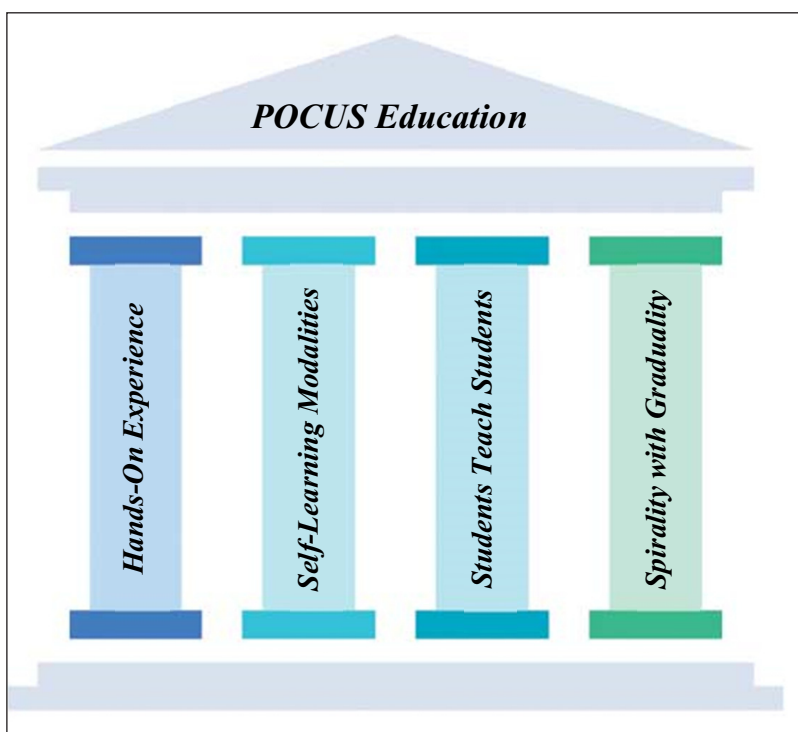 POCUS Education
Hands-On Experience
Self-Learning Modalities
Students Teach Students
Spirality with Graduality